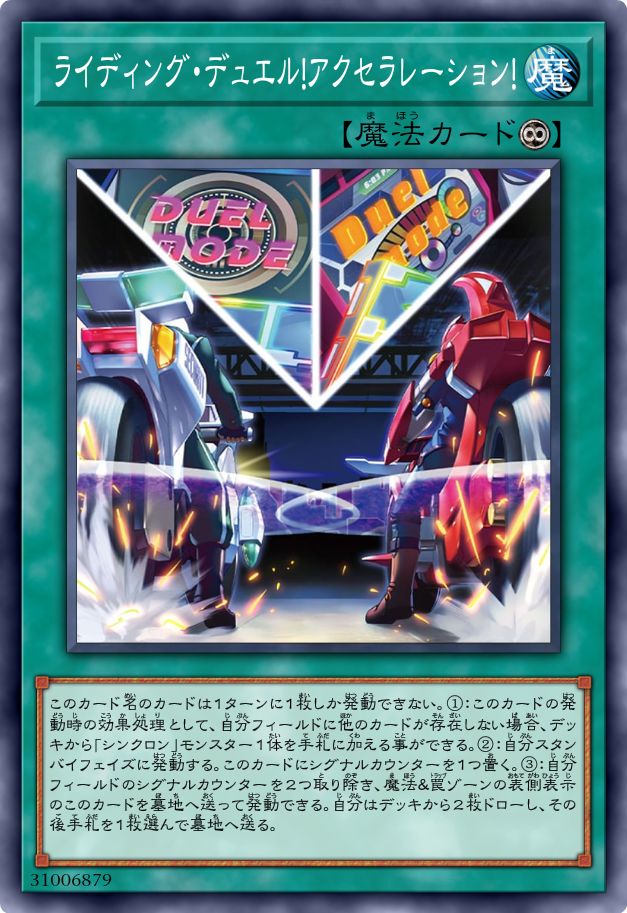 ライディング・デュエル!アクセラレーション!
魔
【魔法カード】
DUEL MODE
6:03 P
Duel Mode
このカード名のカードは1ターンに1枚しか発動できない。①:このカードの発
動時の効果処理として、自分フィールドに他のカードが存在しない場合、デッ
キから「シンクロン」モンスター1体を手札に加える事ができる。②:自分スタン
バイフェイズに発動する。このカードにシグナルカウンターを1つ置く。③:自分
フィールドのシグナルカウンターを2つ取り除き、魔法&罠ゾーンの表側表示
のこのカードを墓地へ送って発動できる。自分はデッキから2枚ドローし、その
後手札を1枚選んで墓地へ送る。
31006879